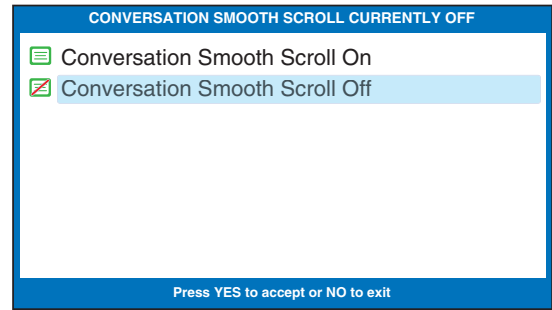 CONVERSATION SMOOTH SCROLL CURRENTLY OFF
Conversation Smooth Scroll On
Conversation Smooth Scroll Off
Press YES to accept or NO to exit